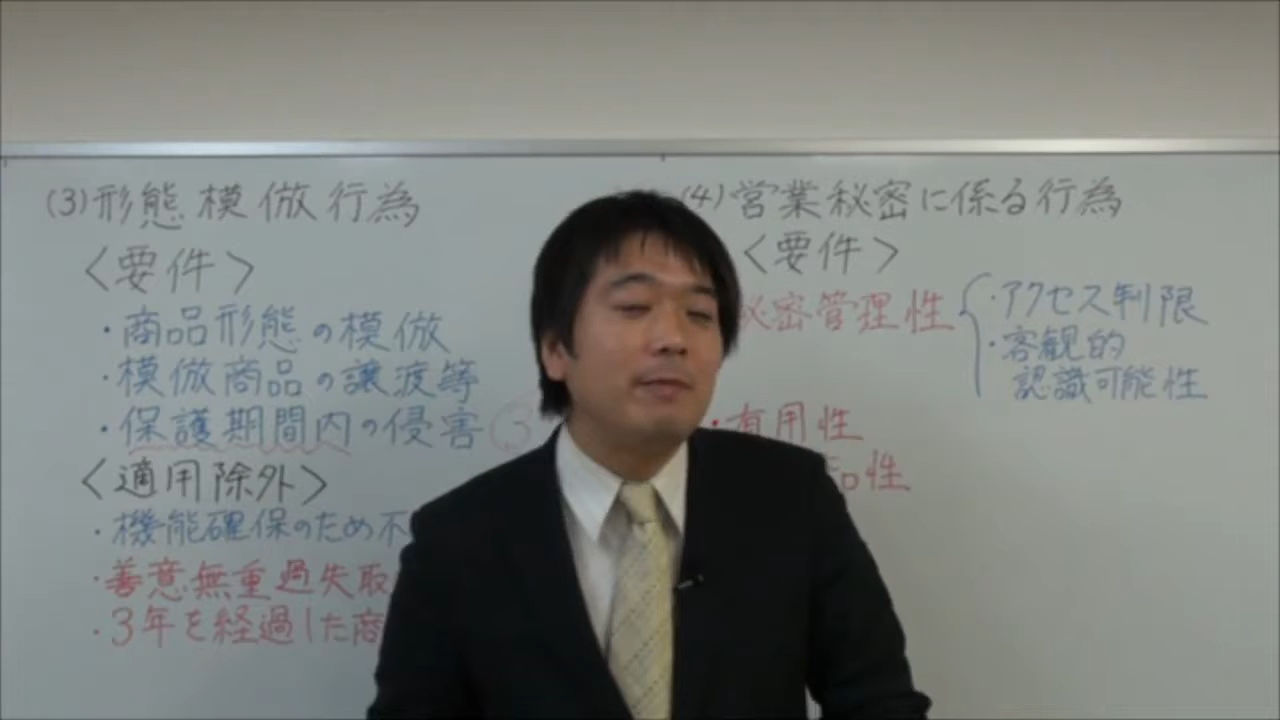 (3)形態模倣行為
<要件>
・商品形態の模倣
・模倣商品の譲渡等
・保護期間内の侵害
<適用除外>
・機能確保のため不
・善意無重過失取
・3年を経過した商
(4)営業秘密に係る行為
<要件>
秘密管理性
・アクセス制限
・客観的
認識可能性
・有用性
性